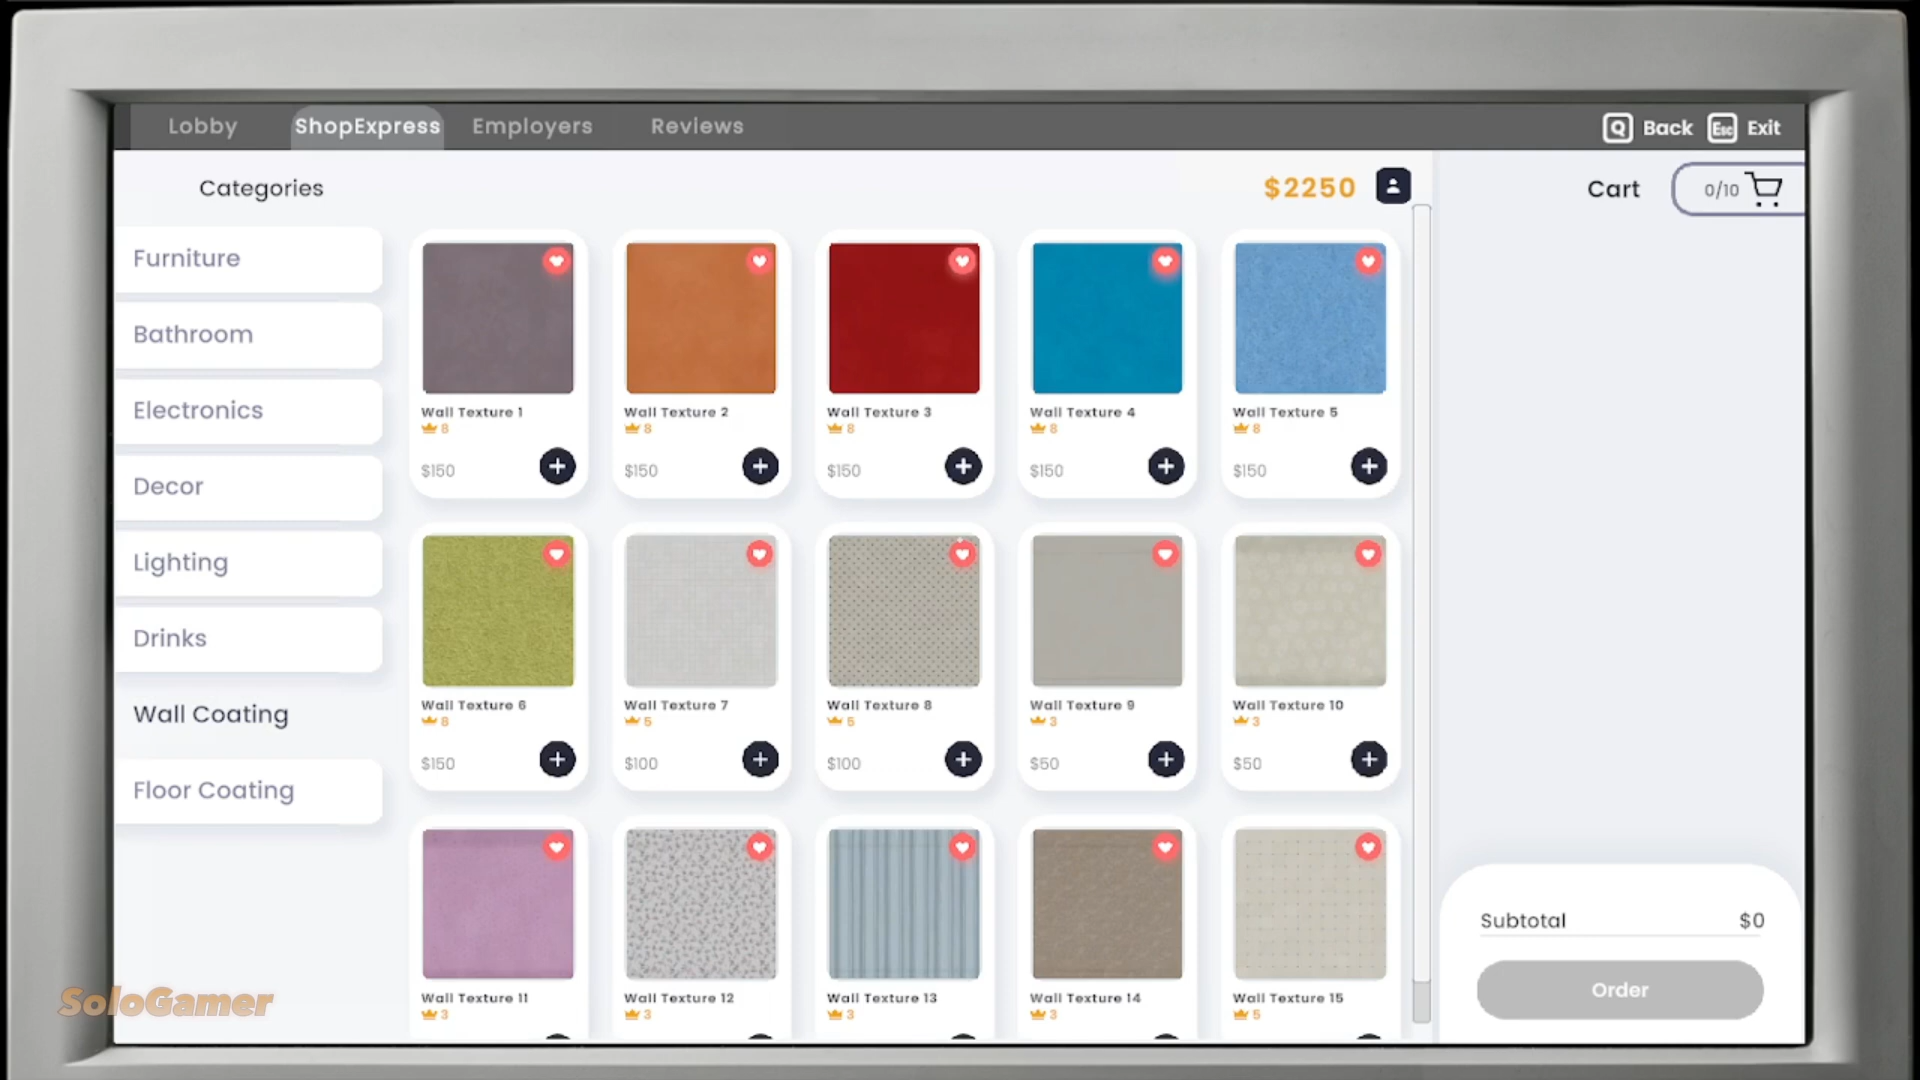 Lobby ShopExpress Employers Reviews Q Back Esc Exit
Categories $2250 Cart 0/10
Furniture
Bathroom
Electronics
Decor
Lighting
Drinks
Wall Coating
Floor Coating
Wall Texture 1 Wall Texture 2 Wall Texture 3 Wall Texture 4 Wall Texture 5
8 8 8 8 8
$150 $150 $150 $150 $150
Wall Texture 6 Wall Texture 7 Wall Texture 8 Wall Texture 9 Wall Texture 10
8 5 5 3 3
$150 $100 $100 $50 $50
Wall Texture 11 Wall Texture 12 Wall Texture 13 Wall Texture 14 Wall Texture 15
3 3 3 3 5
Subtotal $0
Order
SoloGamer